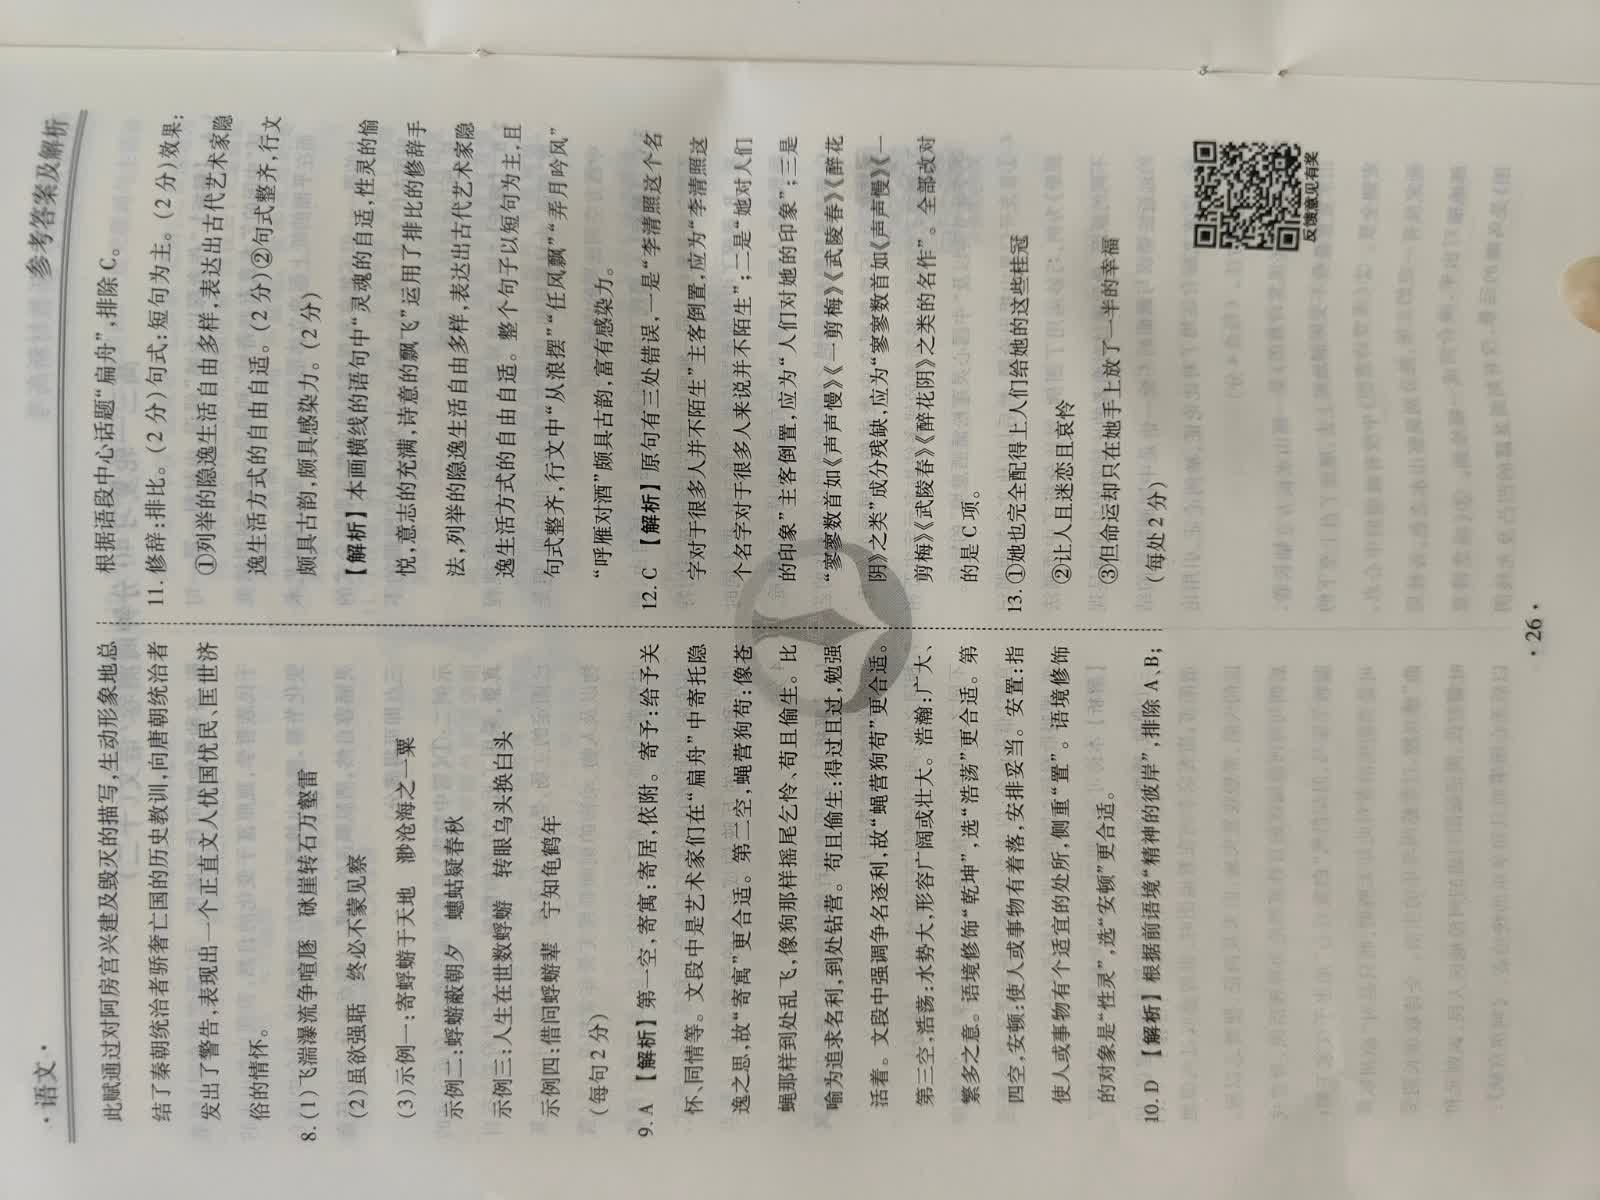 ·语文·
参考答案及解析
此赋通过对阿房宫兴建及毁灭的描写,生动形象地总
结了秦朝统治者骄奢亡国的历史教训,向唐朝统治者
发出了警告,表现出一个正直文人忧国忧民、匡世济
俗的情怀。
8.(1)飞湍瀑流争喧豗 砯崖转石万壑雷
(2)虽欲强聒 终必不蒙见察
(3)示例一:寄蜉蝣于天地 渺沧海之一粟
示例二:蜉蝣蔽朝夕 蟪蛄疑春秋
示例三:人生在世数蜉蝣 转眼乌头换白头
示例四:借问蜉蝣辈 宁知龟鹤年
(每句2分)
9.A 【解析】第一空,寄寓:寄居,依附。寄予:给予关
怀、同情等。文段中是艺术家们在“扁舟”中寄托隐
逸之思,故“寄寓”更合适。第二空,蝇营狗苟:像苍
蝇那样到处乱飞,像狗那样摇尾乞怜、苟且偷生。比
喻为追求名利,到处钻营。苟且偷生:得过且过,勉强
活着。文段中强调争名逐利,故“蝇营狗苟”更合适。
第三空,浩荡:水势大,形容广阔或壮大。浩瀚:广大、
繁多之意。语境修饰“乾坤”,选“浩荡”更合适。第
四空,安顿:使人或事物有着落,安排妥当。安置:指
使人或事物有个适宜的处所,侧重“置”。语境修饰
的对象是“性灵”,选“安顿”更合适。
10.D 【解析】根据前语境“精神的彼岸”,排除A、B;
根据语段中心话题“扁舟”,排除C。
11.修辞:排比。(2分)句式:短句为主。(2分)效果:
①列举的隐逸生活自由多样,表达出古代艺术家隐
逸生活方式的自由自适。(2分)②句式整齐,行文
颇具古韵,颇具感染力。(2分)
【解析】本画横线的语句中“灵魂的自适,性灵的愉
悦,意志的充满,诗意的飘飞”运用了排比的修辞手
法,列举的隐逸生活自由多样,表达出古代艺术家隐
逸生活方式的自由自适。整个句子以短句为主,且
句式整齐,行文中“从浪摆”“任风飘”“弄月吟风”
“呼雁对酒”颇具古韵,富有感染力。
12.C 【解析】原句有三处错误,一是“李清照这个名
字对于很多人并不陌生”主客倒置,应为“李清照这
个名字对于很多人来说并不陌生”;二是“她对人们
的印象”主客倒置,应为“人们对她的印象”;三是
“寥寥数首如《声声慢》《一剪梅》《武陵春》《醉花
阴》之类”成分残缺,应为“寥寥数首如《声声慢》《一
剪梅》《武陵春》《醉花阴》之类的名作”。全部改对
的是C项。
13.①她也完全配得上人们给她的这些桂冠
②让人且迷恋且哀怜
③但命运却只在她手上放了一半的幸福
(每处2分)
反馈意见有奖
·26·